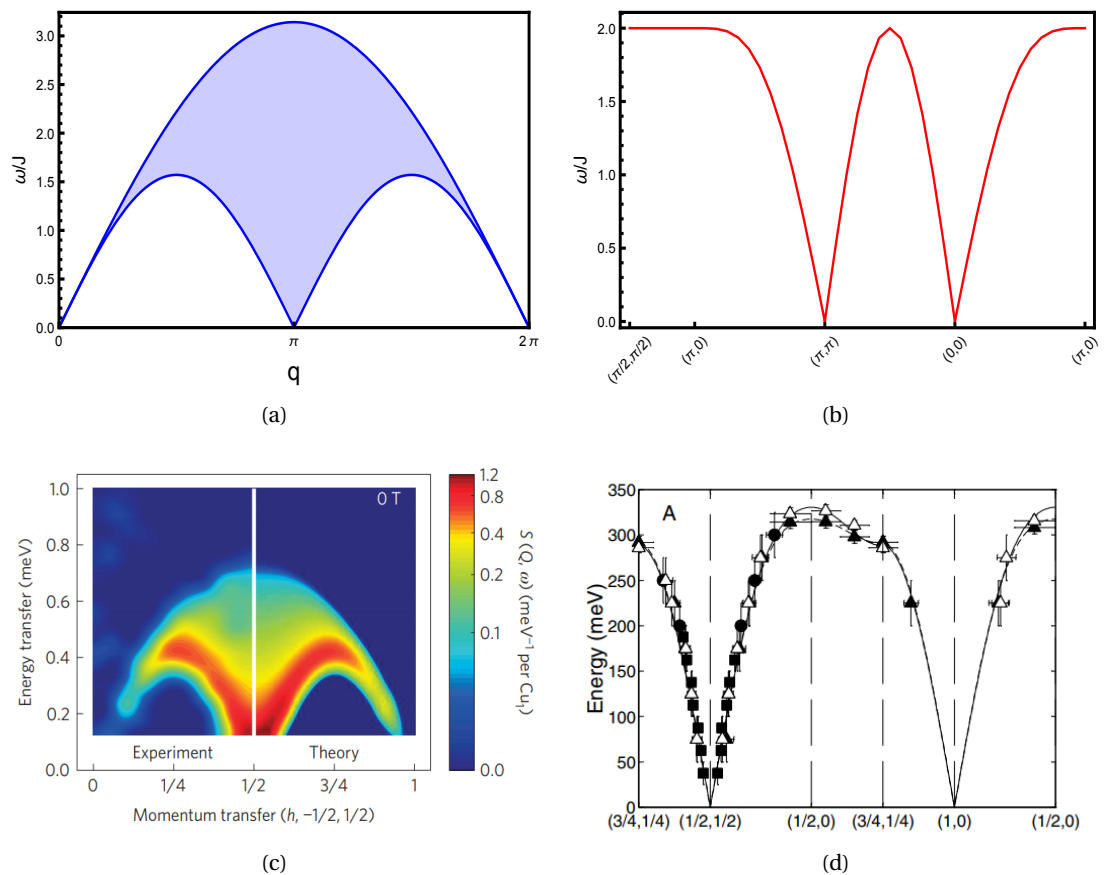 3.0
2.5
2.0
1.5
1.0
0.5
0.0
ω/J
0
π
2 π
q
(a)
2.0
1.5
1.0
0.5
0.0
ω/J
(π/2,π/2)
(π,0)
(π,π)
(0,0)
(π,0)
(b)
1.0
0.8
0.6
0.4
0.2
0.0
Energy transfer (meV)
0 T
Experiment
Theory
0
1/4
1/2
3/4
1
Momentum transfer (h, −1/2, 1/2)
1.2
0.8
0.4
0.2
0.1
0.0
S (Q, ω) (meV⁻¹ per Cu₁)
(c)
350
300
250
200
150
100
50
0
Energy (meV)
A
(3/4,1/4)
(1/2,1/2)
(1/2,0)
(3/4,1/4)
(1,0)
(1/2,0)
(d)